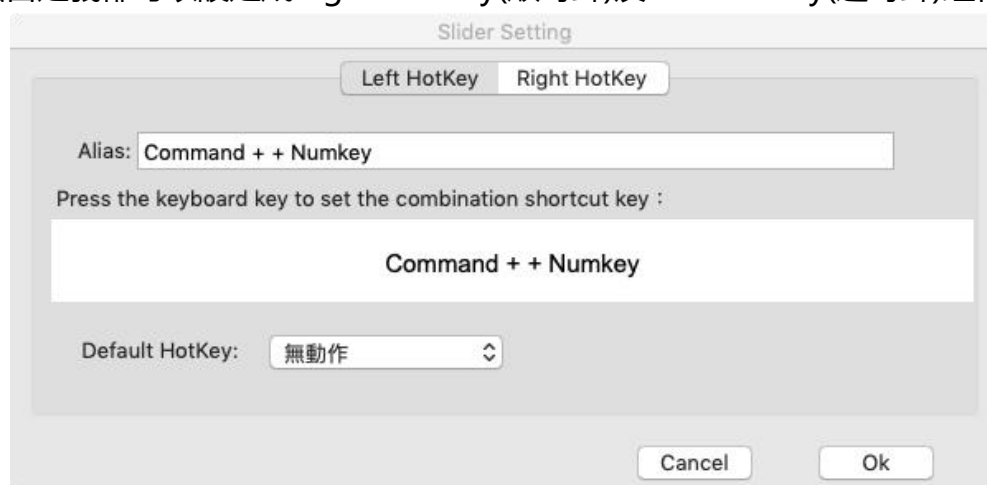 Slider Setting
Left HotKey Right HotKey
Alias: Command + + Numkey
Press the keyboard key to set the combination shortcut key：
Command + + Numkey
Default HotKey: 無動作
Cancel Ok